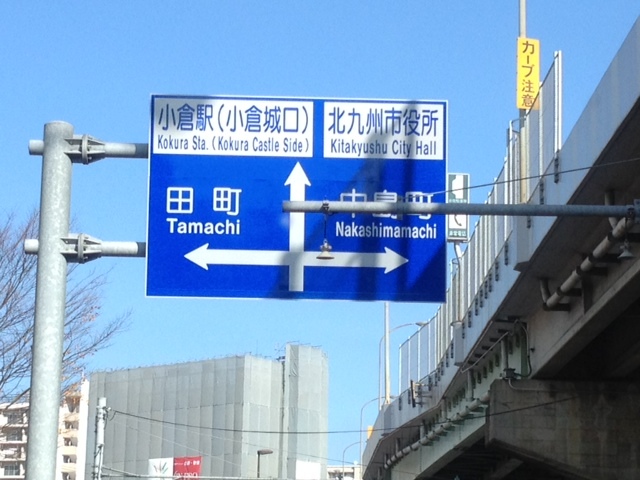 カーブ注意
小倉駅(小倉城口)
Kokura Sta.(Kokura Castle Side)
北九州市役所
Kitakyushu City Hall
田町
Tamachi
中島町
Nakashimamachi